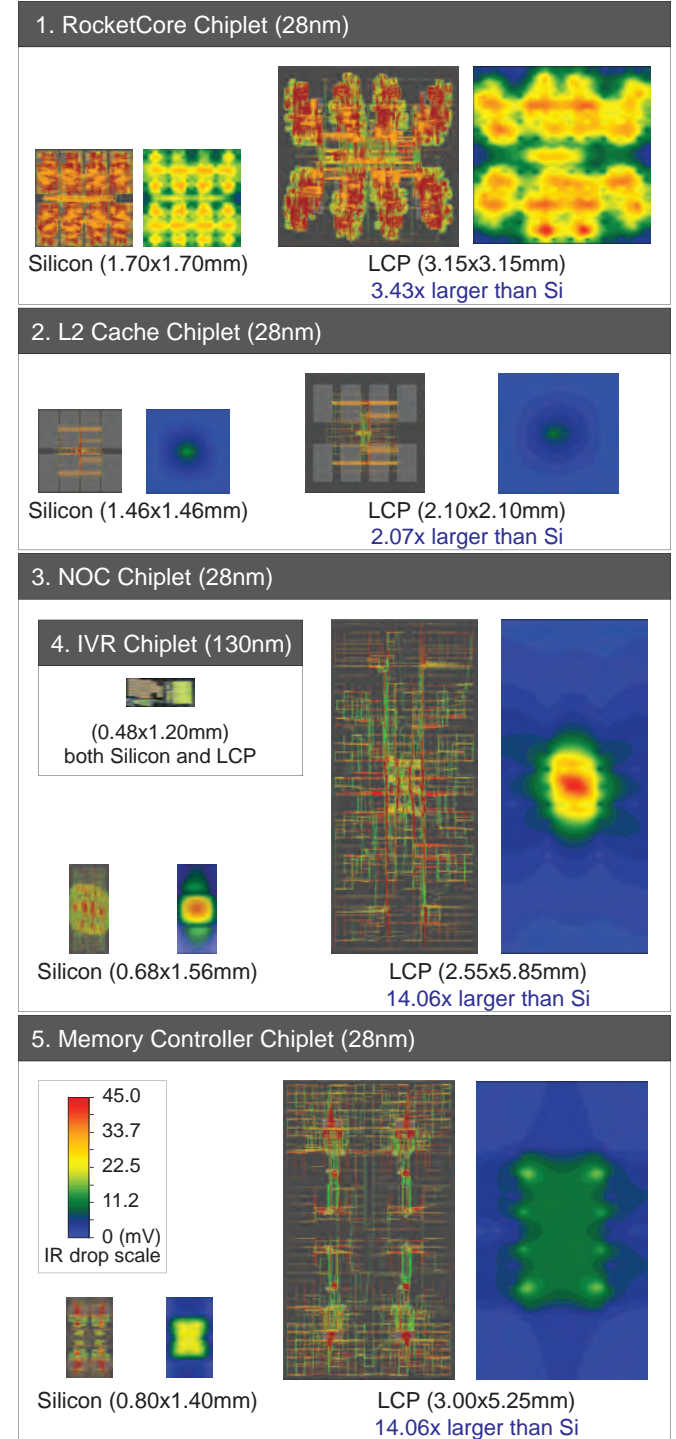 1. RocketCore Chiplet (28nm)
Silicon (1.70x1.70mm)
LCP (3.15x3.15mm)
3.43x larger than Si
2. L2 Cache Chiplet (28nm)
Silicon (1.46x1.46mm)
LCP (2.10x2.10mm)
2.07x larger than Si
3. NOC Chiplet (28nm)
4. IVR Chiplet (130nm)
(0.48x1.20mm)
both Silicon and LCP
Silicon (0.68x1.56mm)
LCP (2.55x5.85mm)
14.06x larger than Si
5. Memory Controller Chiplet (28nm)
45.0
33.7
22.5
11.2
0 (mV)
IR drop scale
Silicon (0.80x1.40mm)
LCP (3.00x5.25mm)
14.06x larger than Si